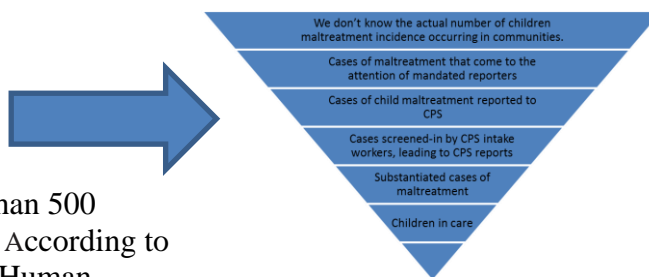 We don't know the actual number of children
maltreatment incidence occurring in communities.
Cases of maltreatment that come to the
attention of mandated reporters
Cases of child maltreatment reported to
CPS
Cases screened-in by CPS intake
workers, leading to CPS reports
Substantiated cases of
maltreatment
Children in care
500
According to
Human